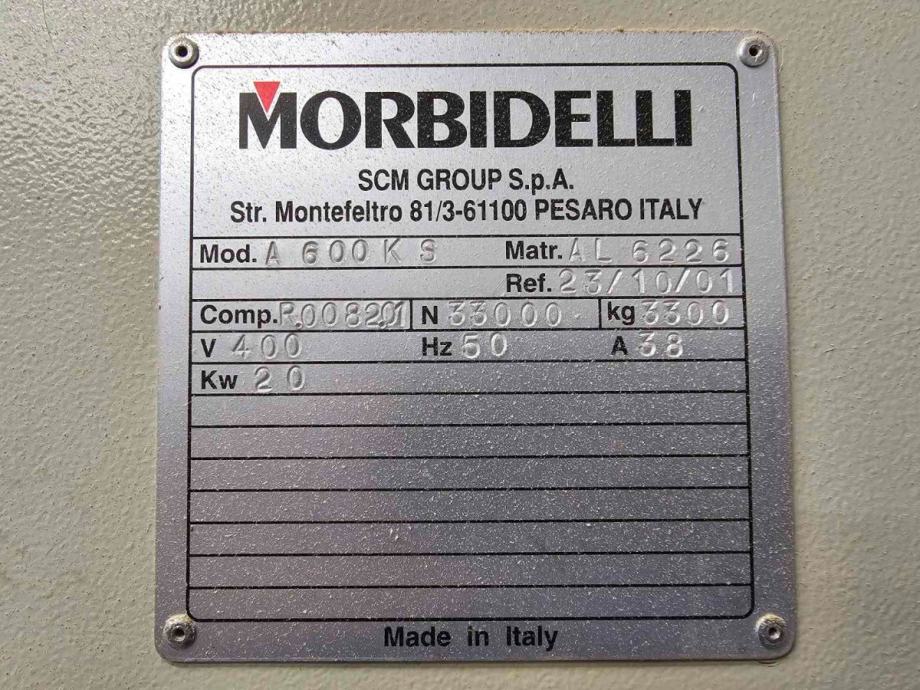 MORBIDELLI
SCM GROUP S.p.A.
Str. Montefeltro 81/3-61100 PESARO ITALY
Mod. A 600 K S Matr. AL 6226
Ref. 23/10/01
Comp. R.008201 N 33000 kg 3300
V 400 Hz 50 A 38
Kw 20
Made in Italy